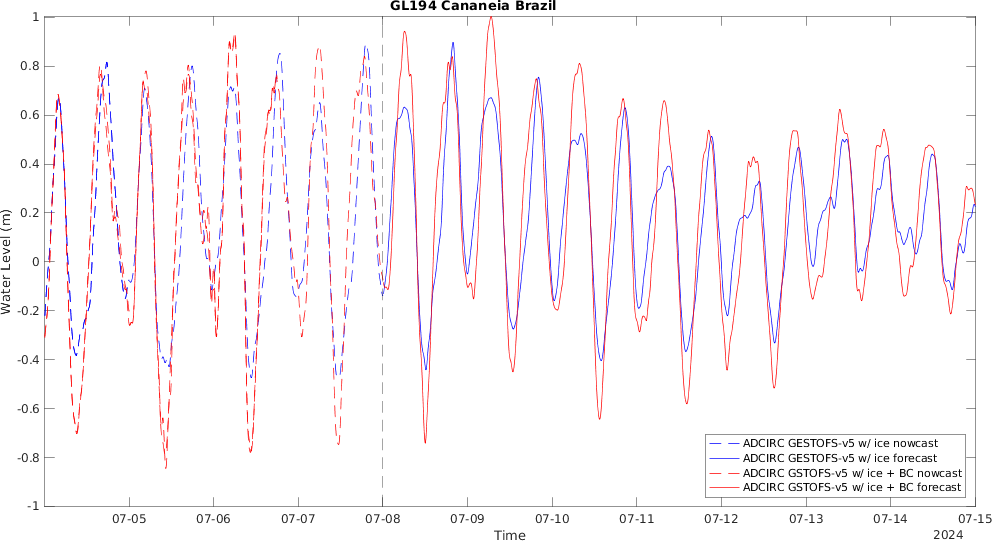 GL194 Cananeia Brazil
1
0.8
0.6
0.4
0.2
0
-0.2
-0.4
-0.6
-0.8
-1
Water Level (m)
ADCIRC GESTOFS-v5 w/ ice nowcast
ADCIRC GESTOFS-v5 w/ ice forecast
ADCIRC GSTOFS-v5 w/ ice + BC nowcast
ADCIRC GSTOFS-v5 w/ ice + BC forecast
07-05 07-06 07-07 07-08 07-09 07-10 07-11 07-12 07-13 07-14 07-15
Time
2024